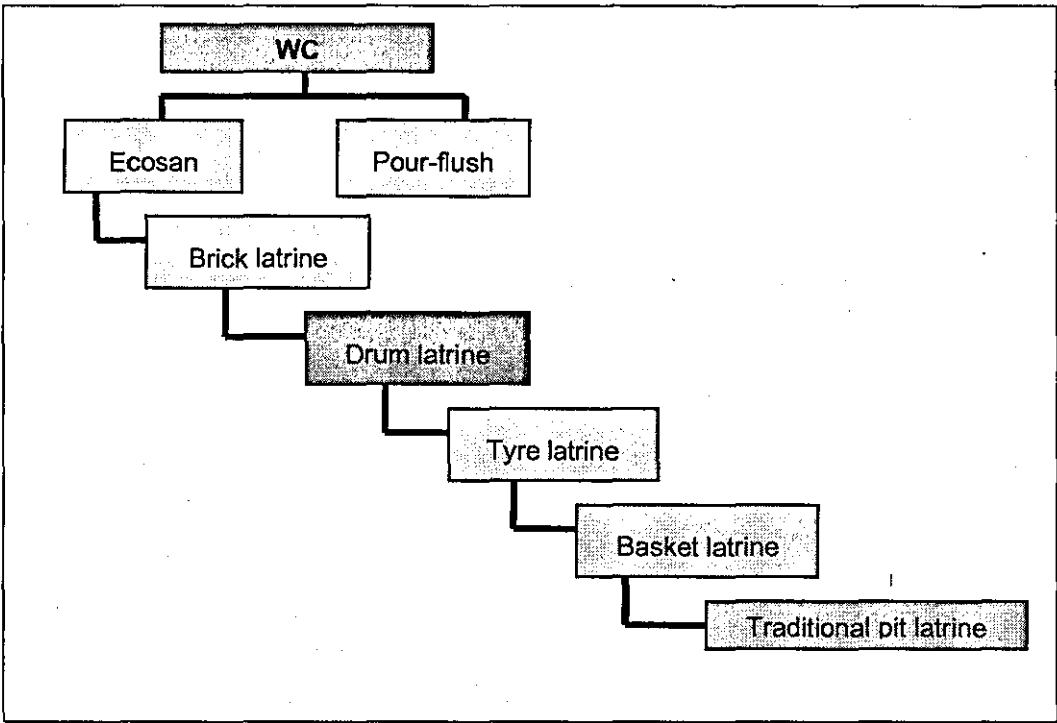 WC
Ecosan
Pour-flush
Brick latrine
Drum latrine
Tyre latrine
Basket latrine
Traditional pit latrine